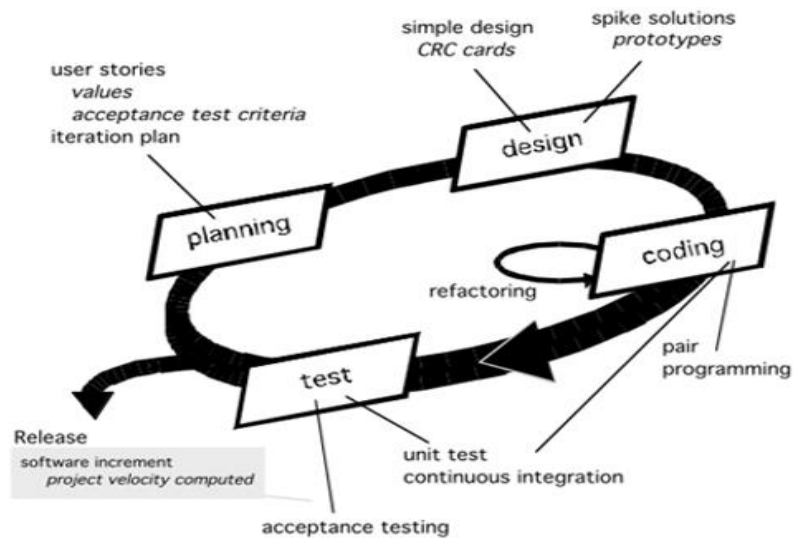 simple design
CRC cards
spike solutions
prototypes
user stories
values
acceptance test criteria
iteration plan
design
planning
coding
refactoring
test
pair
programming
Release
software increment
project velocity computed
unit test
continuous integration
acceptance testing